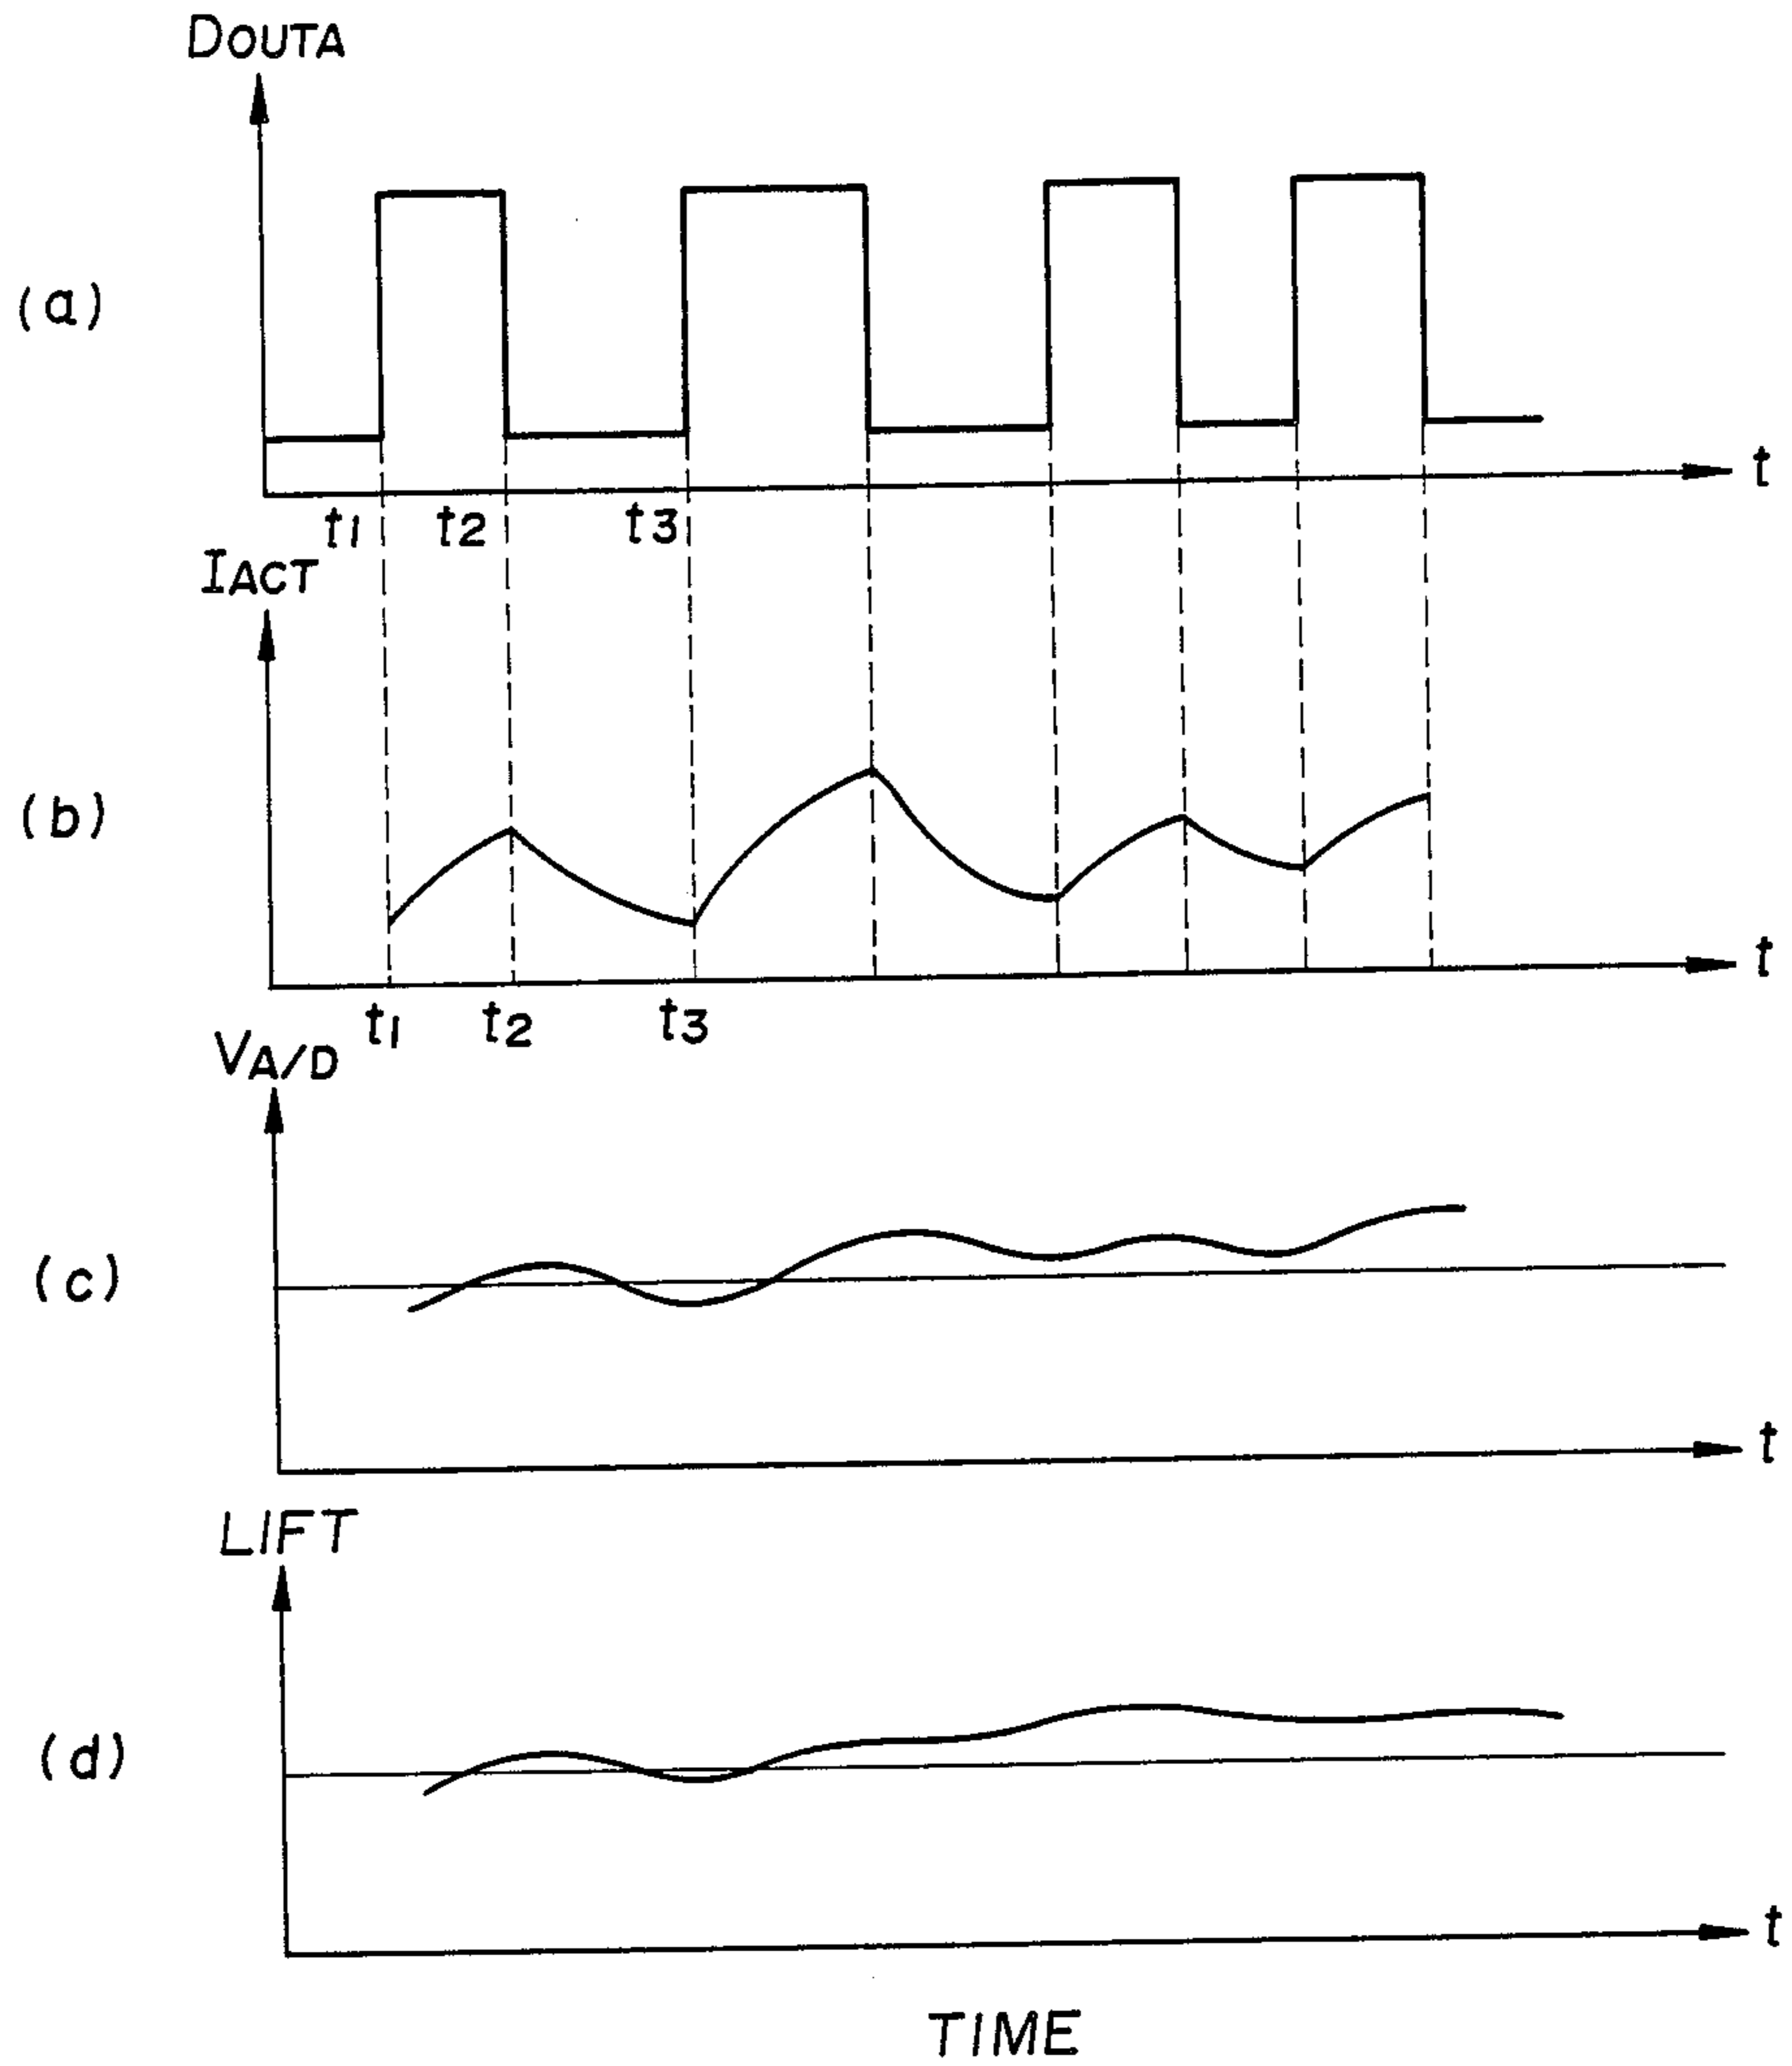 DOUTA
(a)
t
t1 t2 t3
IACT
(b)
t
t1 t2 t3
VA/D
(c)
t
LIFT
(d)
t
TIME